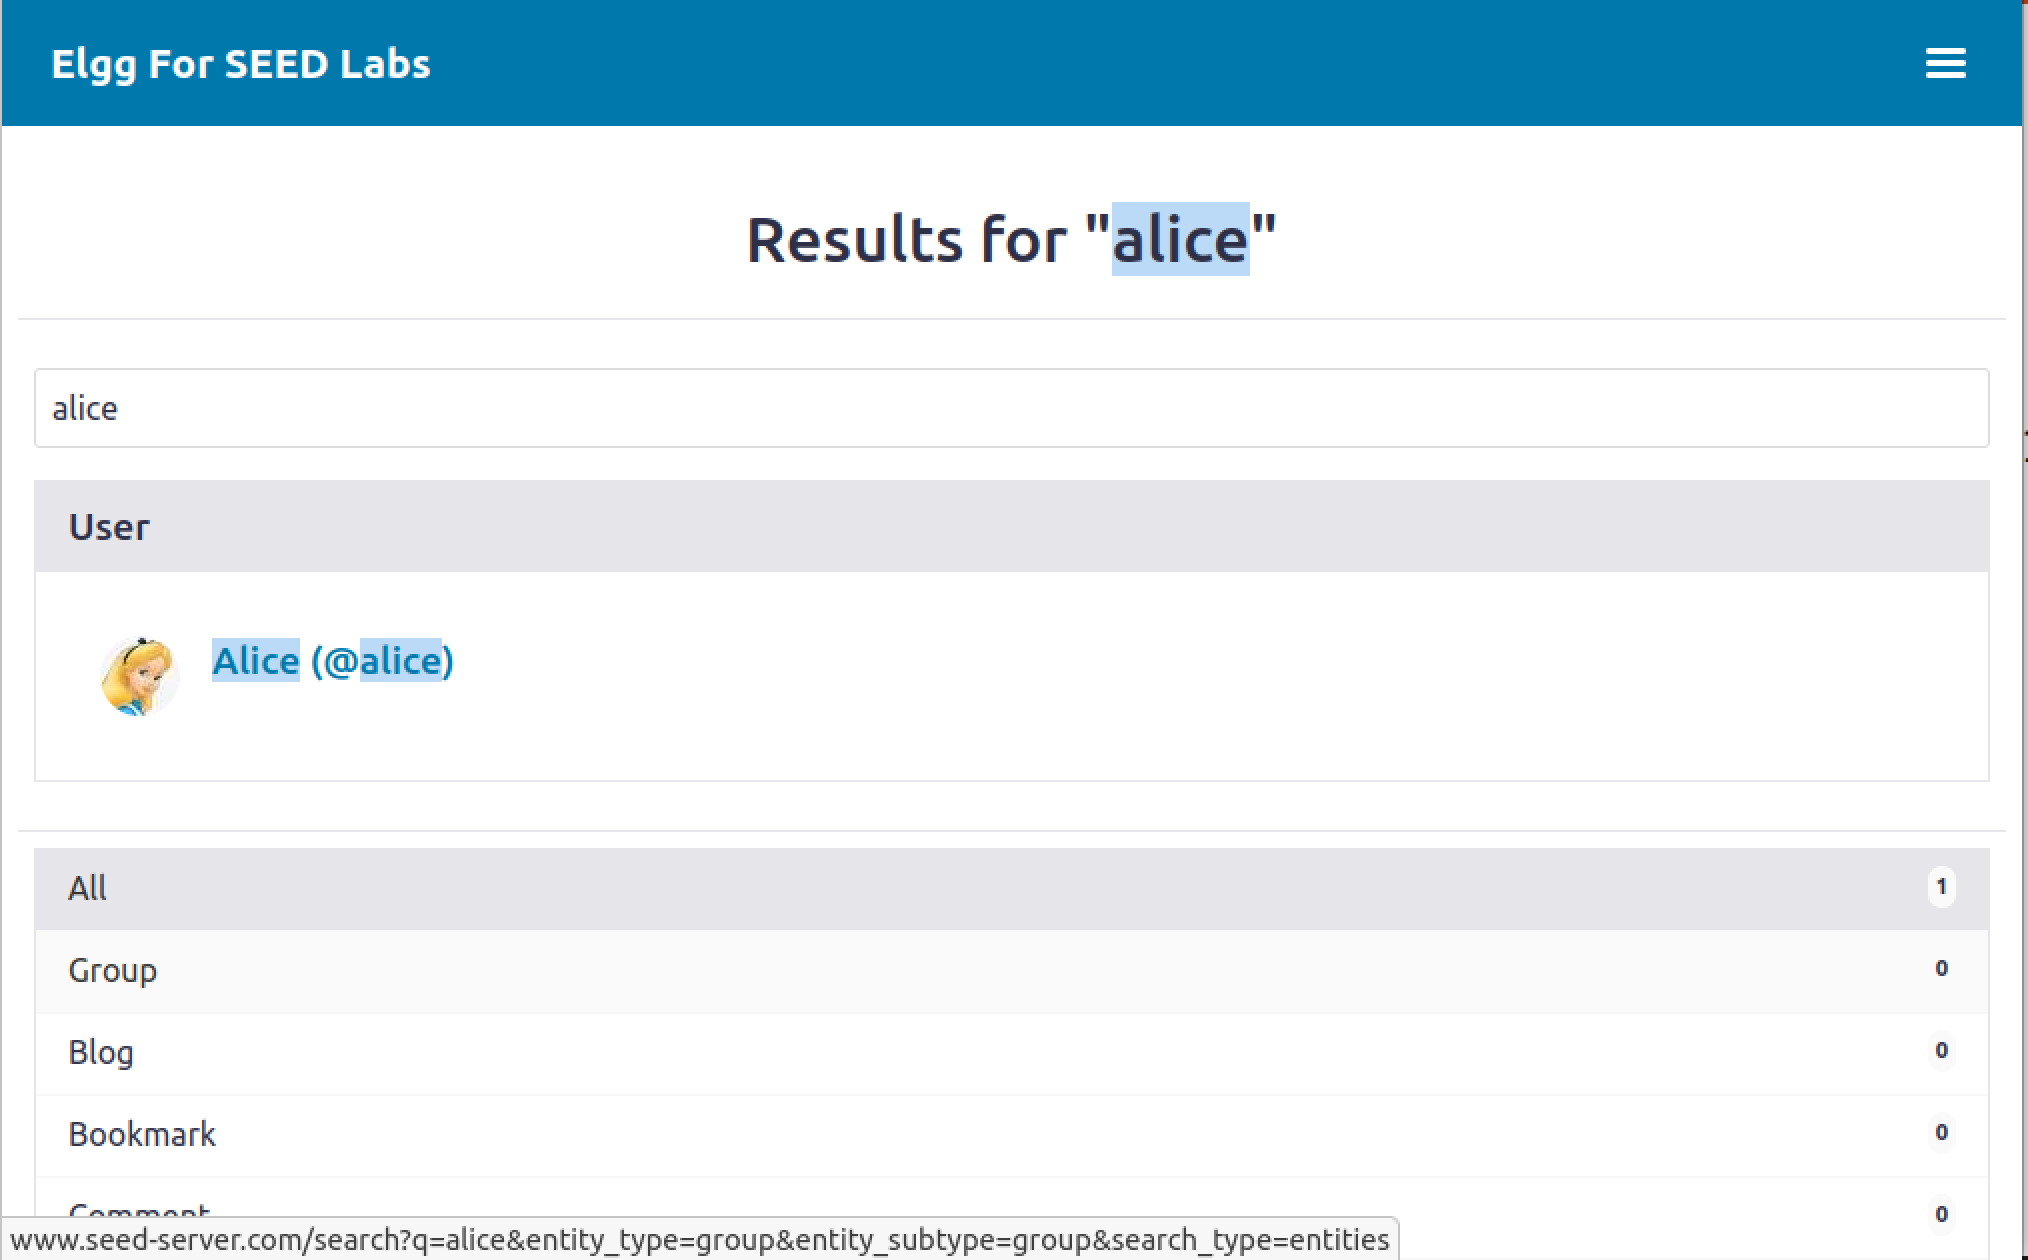 Elgg For SEED Labs
Results for "alice"
alice
User
Alice (@alice)
All 1
Group 0
Blog 0
Bookmark 0
Comment 0
www.seed-server.com/search?q=alice&entity_type=group&entity_subtype=group&search_type=entities